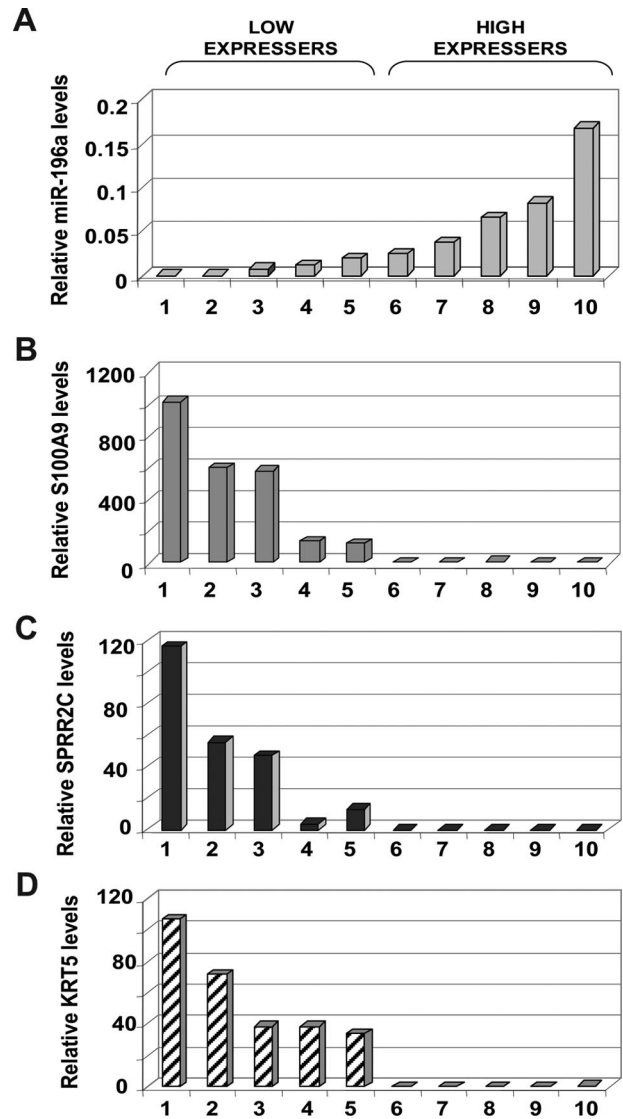 A
LOW EXPRESSERS
HIGH EXPRESSERS
Relative miR-196a levels
0.2
0.15
0.1
0.05
0
1 2 3 4 5 6 7 8 9 10
B
Relative S100A9 levels
1200
800
400
0
1 2 3 4 5 6 7 8 9 10
C
Relative SPRR2C levels
120
80
40
0
1 2 3 4 5 6 7 8 9 10
D
Relative KRT5 levels
120
80
40
0
1 2 3 4 5 6 7 8 9 10